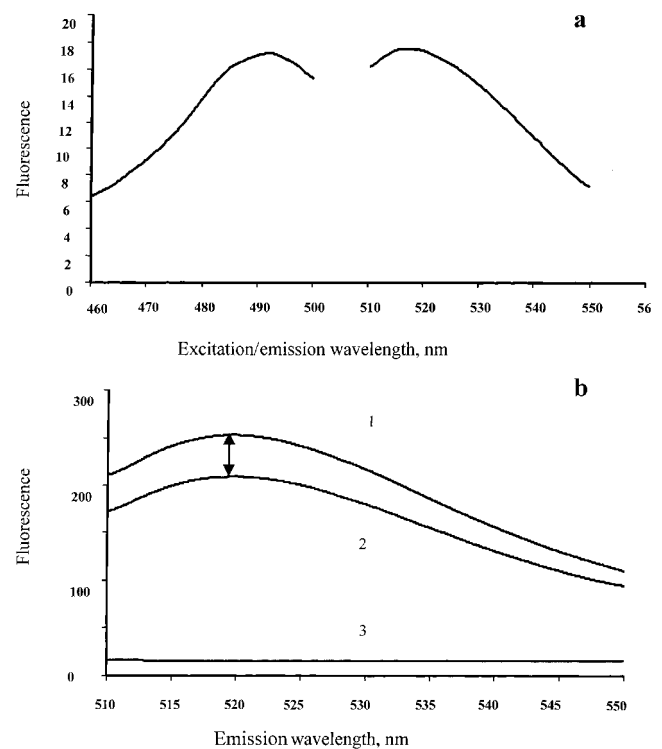 a
20
18
16
14
12
10
8
6
4
2
0
Fluorescence
460 470 480 490 500 510 520 530 540 550 56
Excitation/emission wavelength, nm
b
300
200
100
0
Fluorescence
1
2
3
510 515 520 525 530 535 540 545 550
Emission wavelength, nm